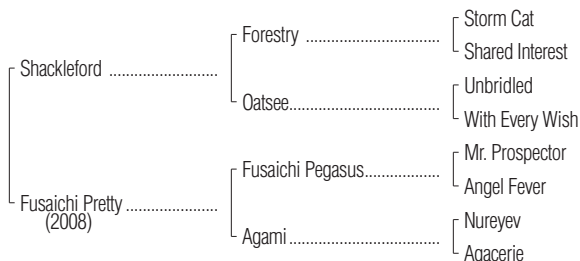 Storm Cat
Forestry ..............................
Shared Interest
Shackleford ........................
Unbridled
Oatsee..................................
With Every Wish
Mr. Prospector
Fusaichi Pegasus.................
Angel Fever
Fusaichi Pretty .....................
(2008)
Nureyev
Agami..................................
Agacerie